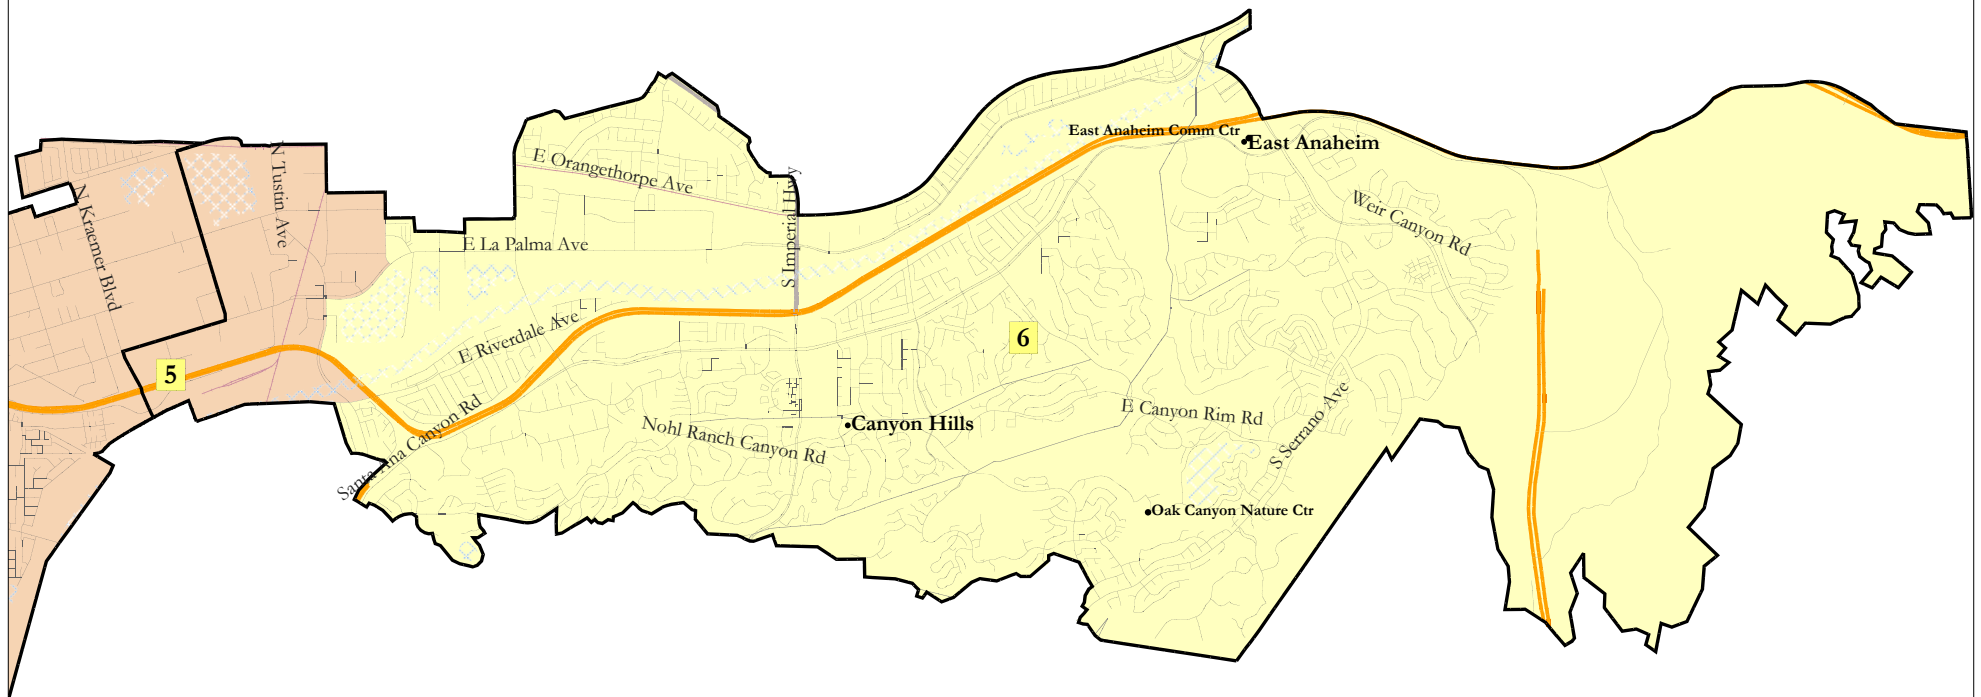 East Anaheim Comm Ctr
East Anaheim
E Orangethorpe Ave
N Tustin Ave
N Kraemer Blvd
S Imperial Hwy
Weir Canyon Rd
E La Palma Ave
E Riverdale Ave
6
5
Santa Ana Canyon Rd
Nohl Ranch Canyon Rd
Canyon Hills
E Canyon Rim Rd
S Serrano Ave
Oak Canyon Nature Ctr